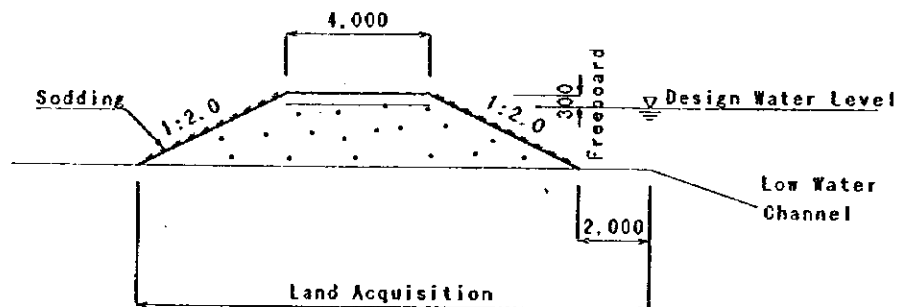 4,000
Sodding
1:2.0
1:2.0
300
Freeboard
Design Water Level
Low Water
Channel
2,000
Land Acquisition